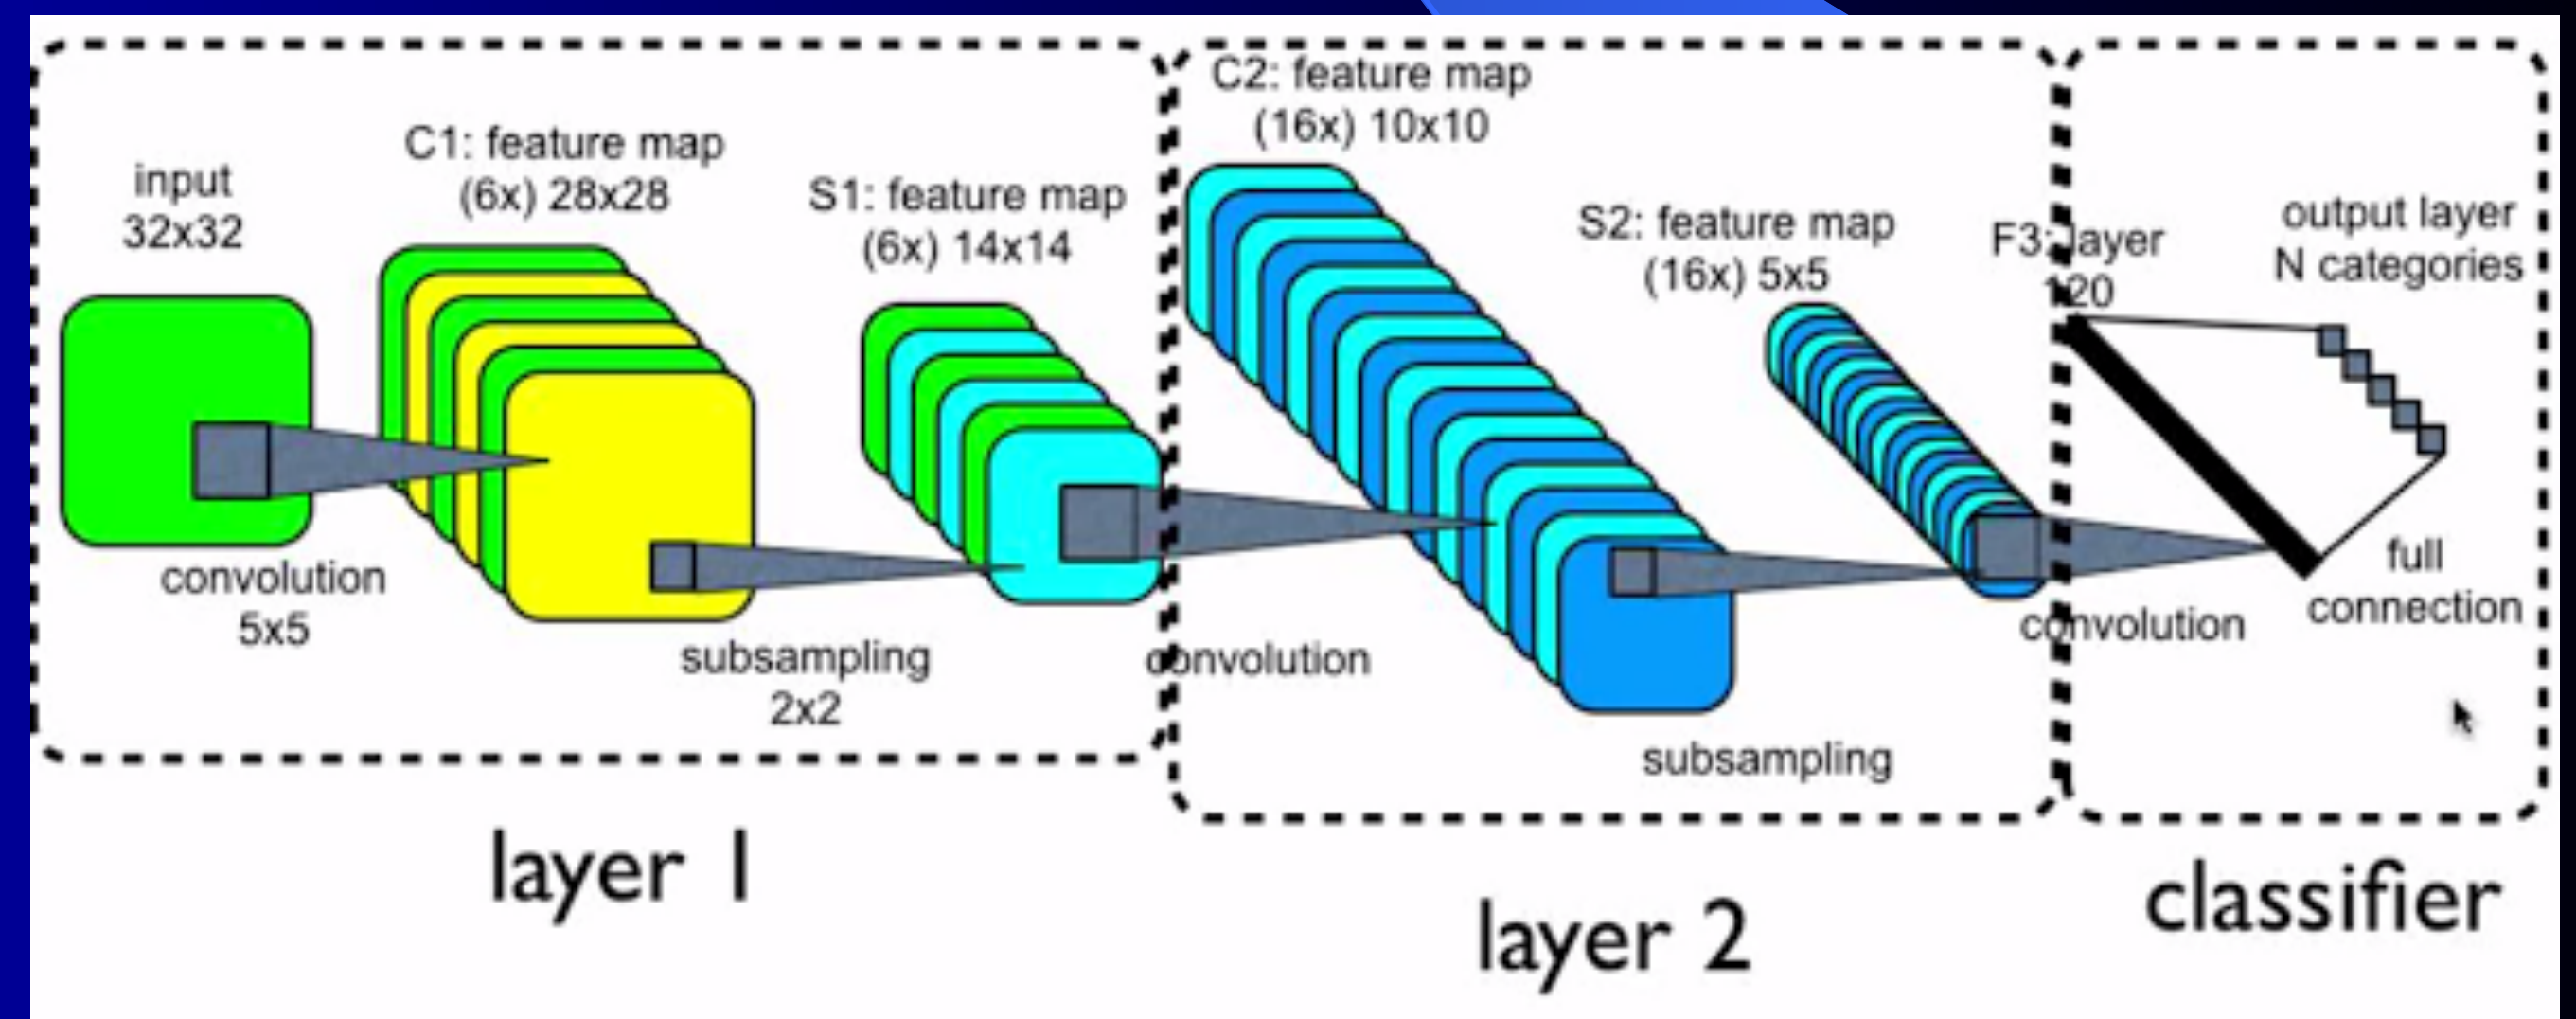 input
32x32
C1: feature map
(6x) 28x28
S1: feature map
(6x) 14x14
convolution
5x5
subsampling
2x2
layer 1
C2: feature map
(16x) 10x10
S2: feature map
(16x) 5x5
convolution
subsampling
layer 2
F3: layer
120
output layer
N categories
convolution
full
connection
classifier